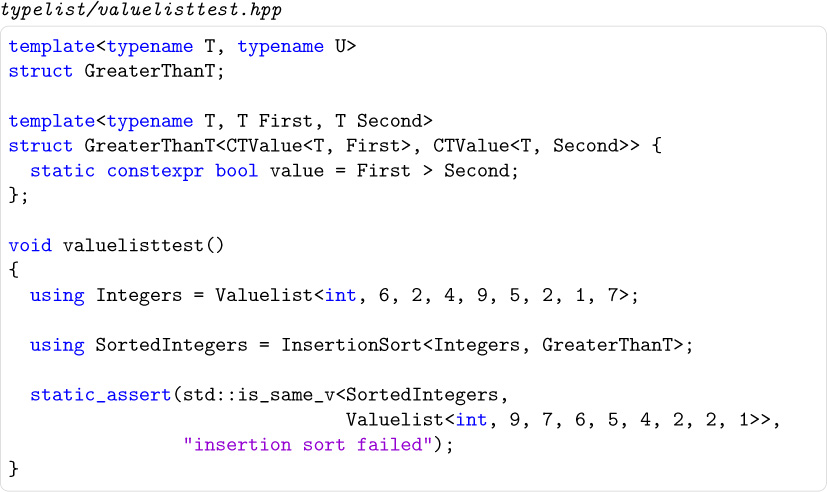 typelist/valuelisttest.hpp
template<typename T, typename U>
struct GreaterThanT;
template<typename T, T First, T Second>
struct GreaterThanT<CTValue<T, First>, CTValue<T, Second>> {
  static constexpr bool value = First > Second;
};
void valuelisttest()
{
  using Integers = Valuelist<int, 6, 2, 4, 9, 5, 2, 1, 7>;
  using SortedIntegers = InsertionSort<Integers, GreaterThanT>;
  static_assert(std::is_same_v<SortedIntegers,
                               Valuelist<int, 9, 7, 6, 5, 4, 2, 2, 1>>,
                "insertion sort failed");
}